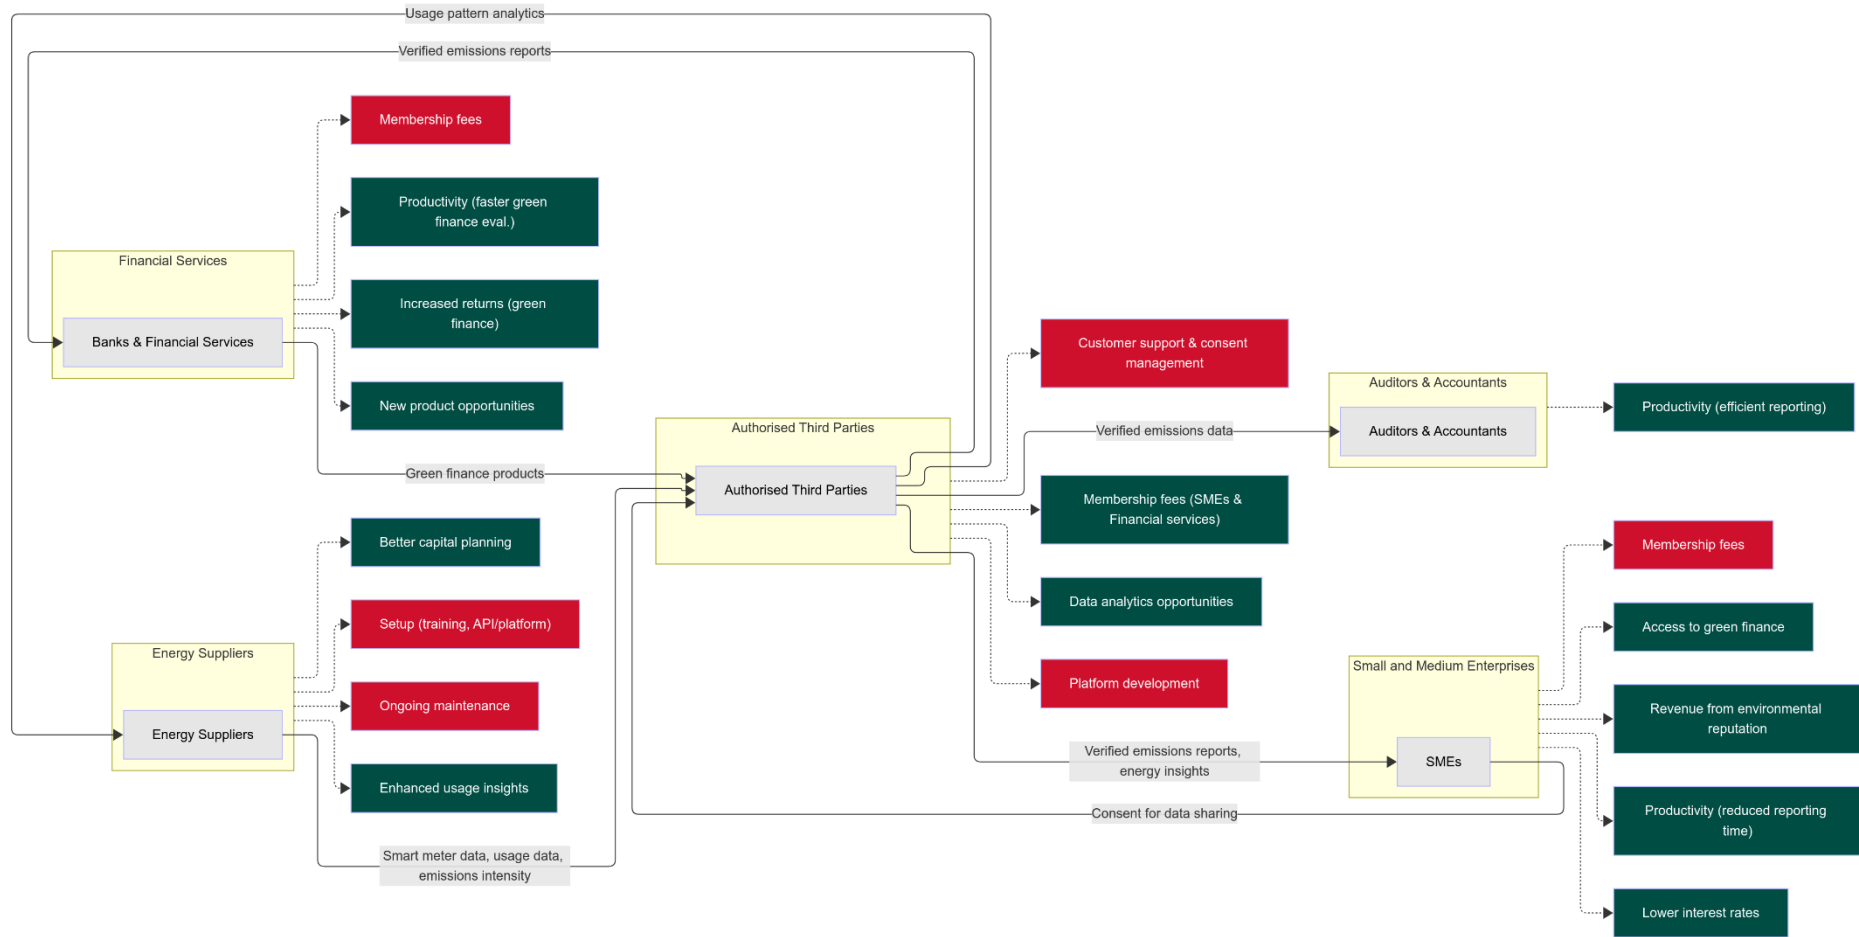 Usage pattern analytics
Verified emissions reports
Membership fees
Productivity (faster green
finance eval.)
Financial Services
Increased returns (green
finance)
Banks & Financial Services
New product opportunities
Green finance products
Customer support & consent
management
Auditors & Accountants
Productivity (efficient reporting)
Authorised Third Parties
Verified emissions data
Auditors & Accountants
Authorised Third Parties
Membership fees (SMEs &
Financial services)
Better capital planning
Membership fees
Data analytics opportunities
Setup (training, API/platform)
Access to green finance
Energy Suppliers
Small and Medium Enterprises
Platform development
Ongoing maintenance
Revenue from environmental
reputation
Energy Suppliers
Verified emissions reports,
energy insights
SMEs
Enhanced usage insights
Consent for data sharing
Productivity (reduced reporting
time)
Smart meter data, usage data,
emissions intensity
Lower interest rates